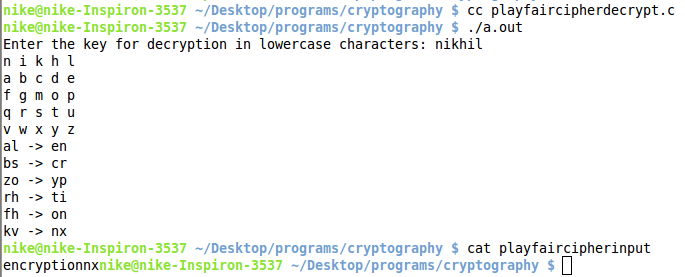 nike@nike-Inspiron-3537 ~/Desktop/programs/cryptography $ cc playfaircipherdecrypt.c
nike@nike-Inspiron-3537 ~/Desktop/programs/cryptography $ ./a.out
Enter the key for decryption in lowercase characters: nikhil
n i k h l
a b c d e
f g m o p
q r s t u
v w x y z
al -> en
bs -> cr
zo -> yp
rh -> ti
fh -> on
kv -> nx
nike@nike-Inspiron-3537 ~/Desktop/programs/cryptography $ cat playfaircipherinput
encryptionnxnike@nike-Inspiron-3537 ~/Desktop/programs/cryptography $